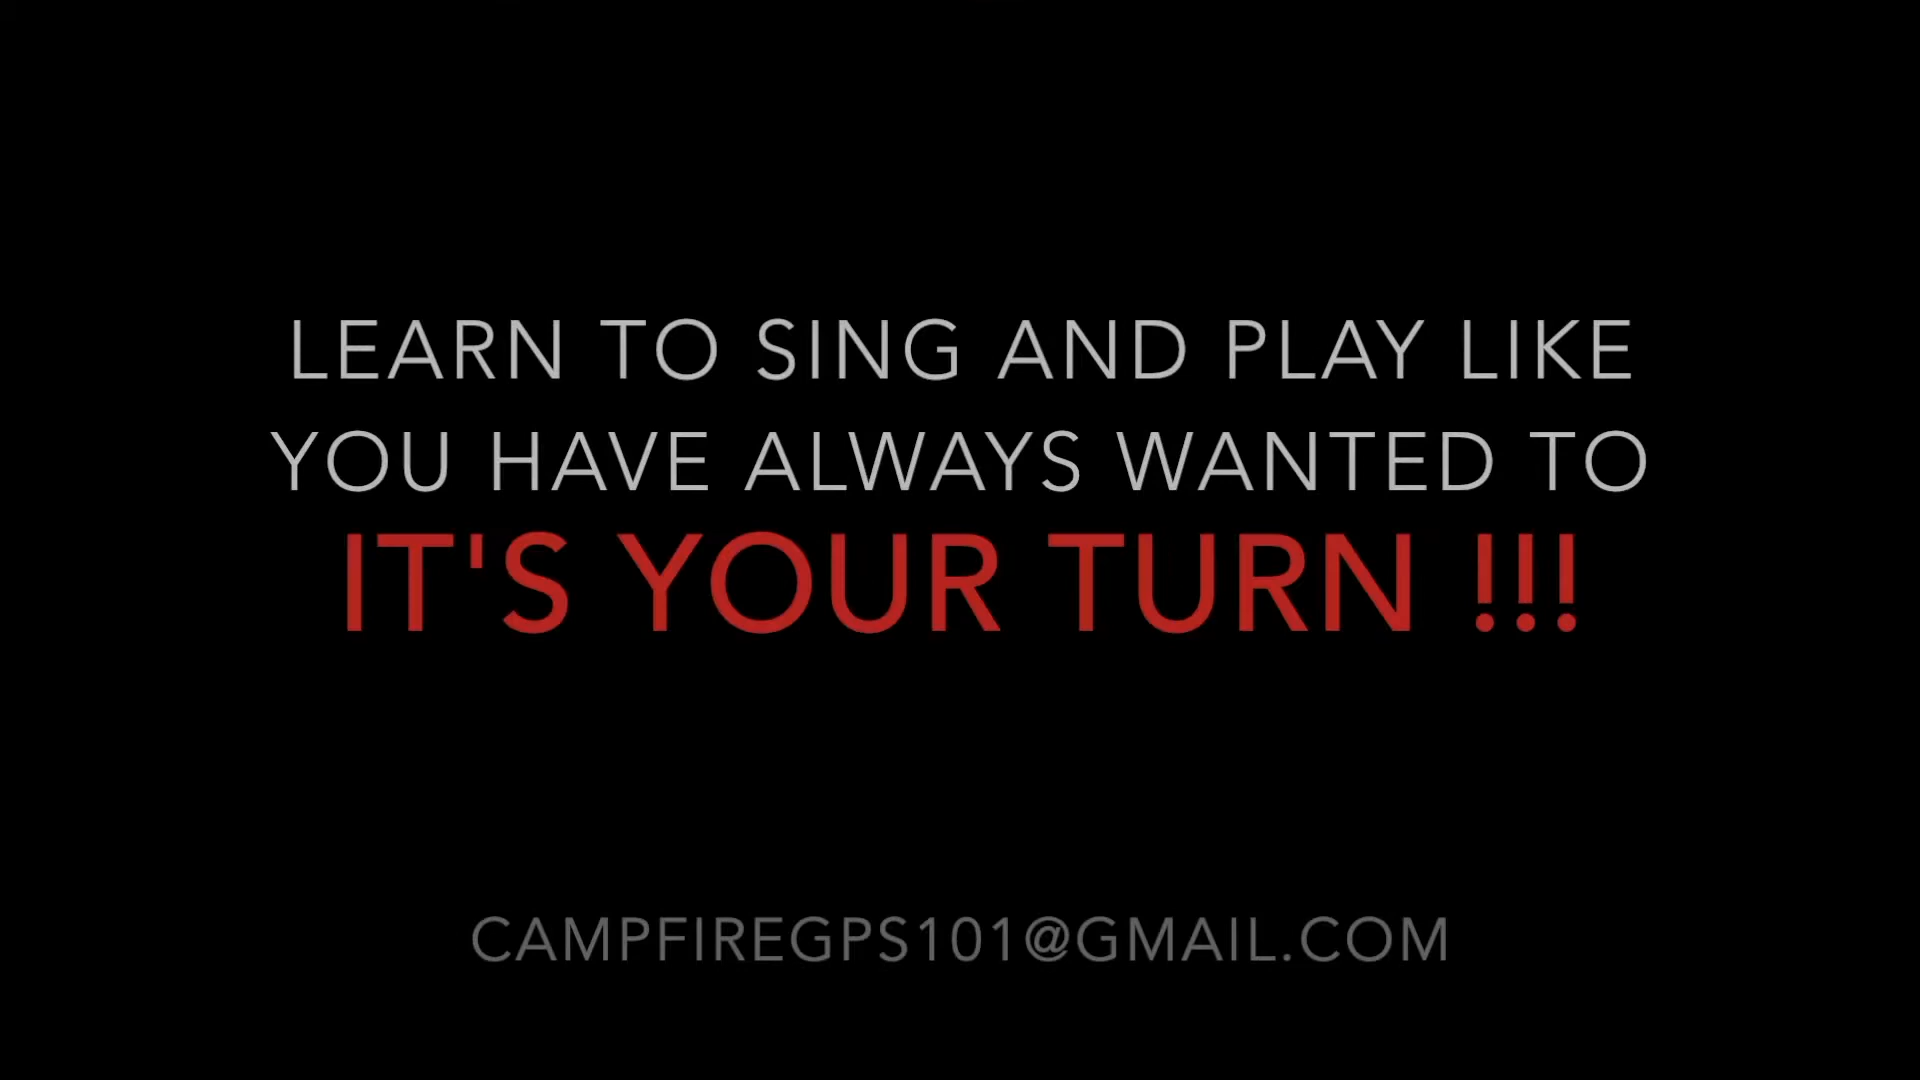 LEARN TO SING AND PLAY LIKE
YOU HAVE ALWAYS WANTED TO
IT'S YOUR TURN !!!
CAMPFIREGPS101@GMAIL.COM